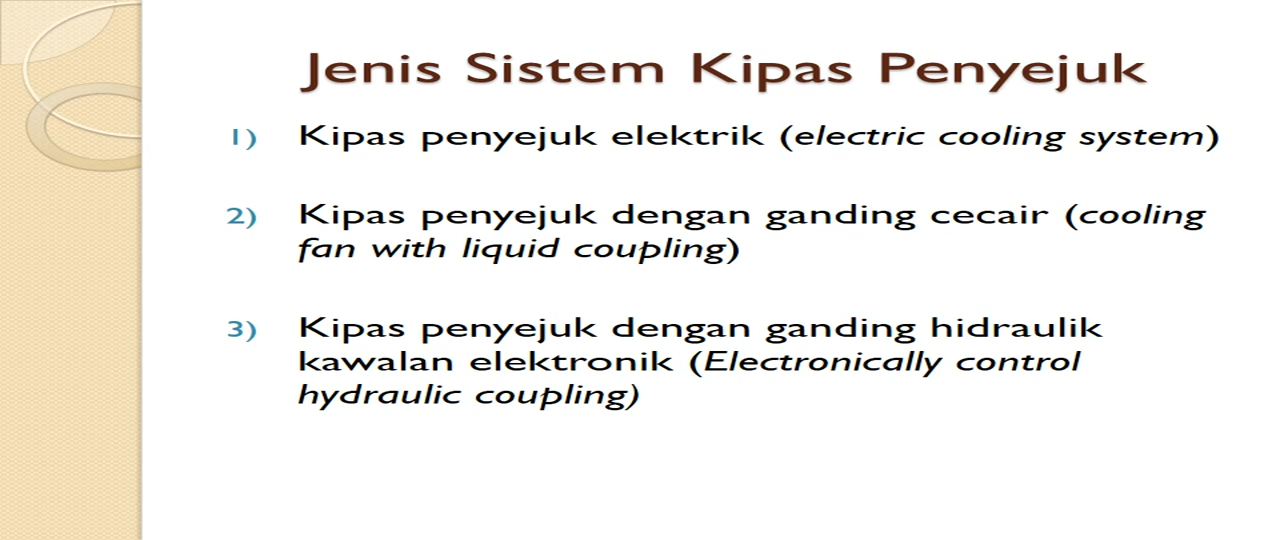 Jenis Sistem Kipas Penyejuk
1) Kipas penyejuk elektrik (electric cooling system)
2) Kipas penyejuk dengan ganding cecair (cooling
fan with liquid coupling)
3) Kipas penyejuk dengan ganding hidraulik
kawalan elektronik (Electronically control
hydraulic coupling)